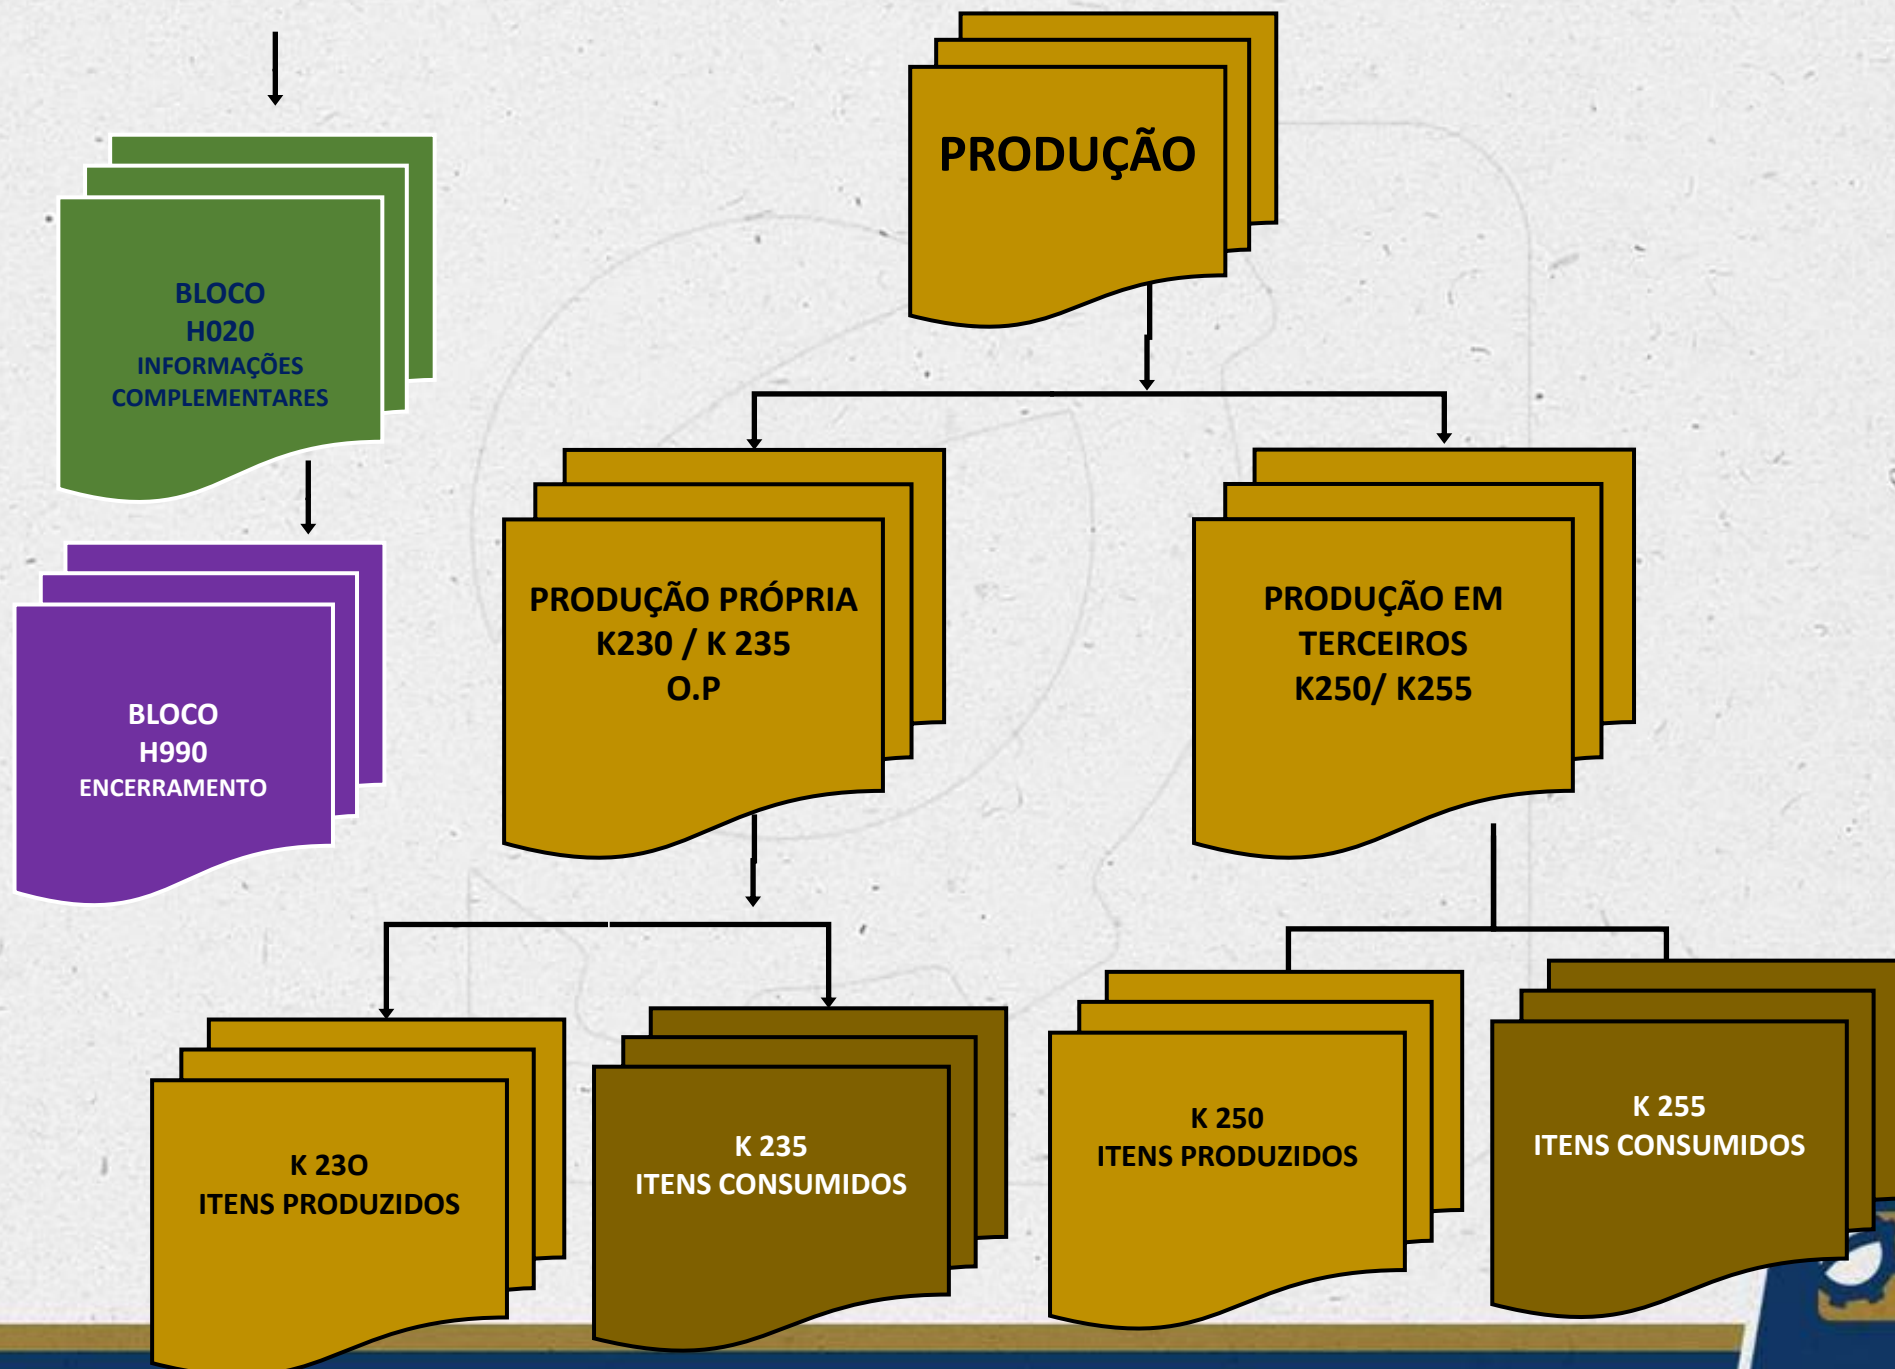 PRODUÇÃO
BLOCO
H020
INFORMAÇÕES
COMPLEMENTARES
BLOCO
H990
ENCERRAMENTO
PRODUÇÃO PRÓPRIA
K230 / K 235
O.P
PRODUÇÃO EM
TERCEIROS
K250/ K255
K 23O
ITENS PRODUZIDOS
K 235
ITENS CONSUMIDOS
K 250
ITENS PRODUZIDOS
K 255
ITENS CONSUMIDOS